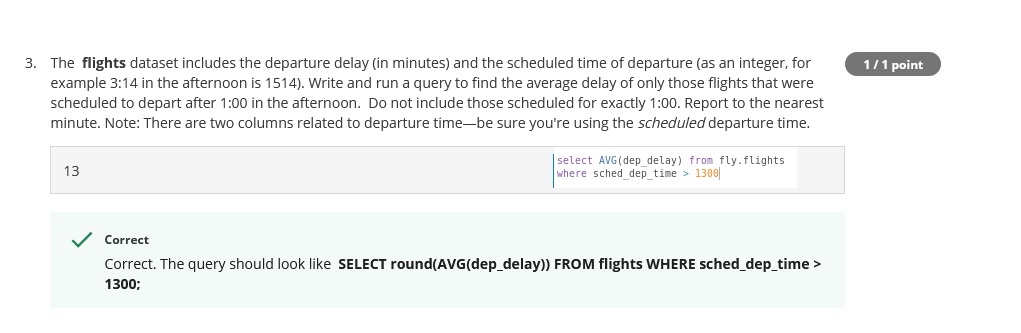 3. The flights dataset includes the departure delay (in minutes) and the scheduled time of departure (as an integer, for
1 / 1 point
example 3:14 in the afternoon is 1514). Write and run a query to find the average delay of only those flights that were
scheduled to depart after 1:00 in the afternoon. Do not include those scheduled for exactly 1:00. Report to the nearest
minute. Note: There are two columns related to departure time—be sure you're using the scheduled departure time.
13
select AVG(dep_delay) from fly.flights
where sched_dep_time > 1300
Correct
Correct. The query should look like SELECT round(AVG(dep_delay)) FROM flights WHERE sched_dep_time >
1300;